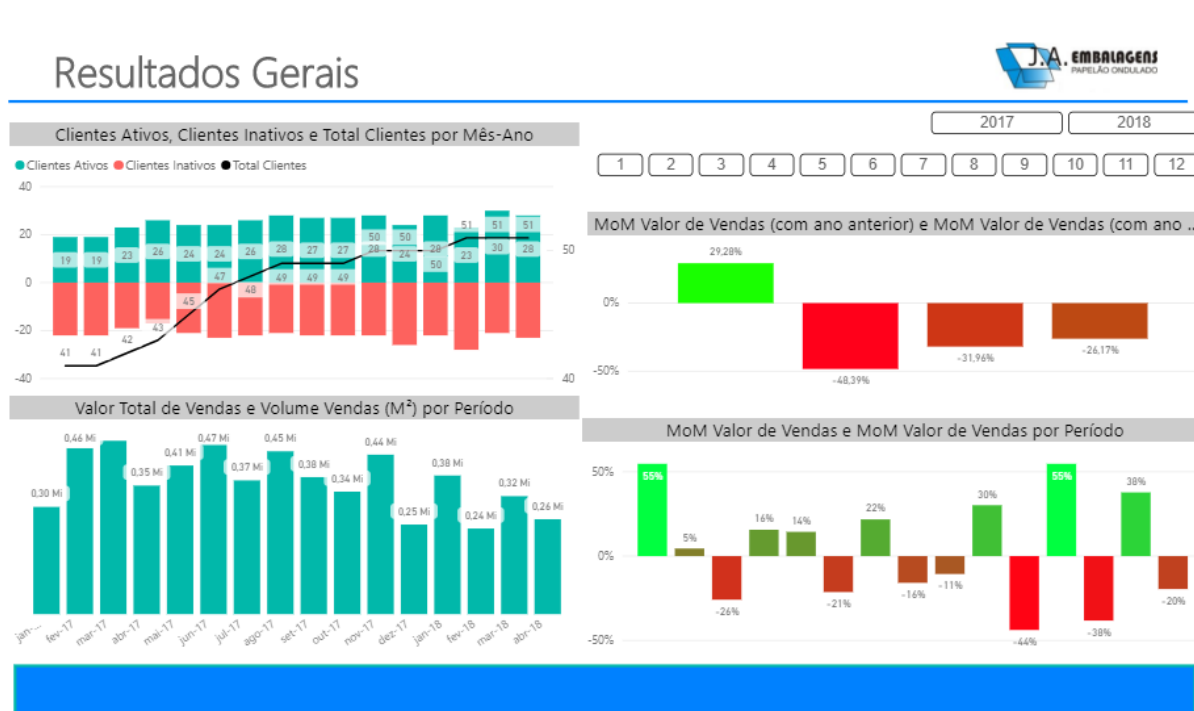 Resultados Gerais
J.A. EMBALAGENS
PAPELÃO ONDULADO
2017 2018
1 2 3 4 5 6 7 8 9 10 11 12
Clientes Ativos, Clientes Inativos e Total Clientes por Mês-Ano
Clientes Ativos Clientes Inativos Total Clientes
40
20
0
-20
-40
50
40
19 19 23 26 24 24 26 28 27 27 28 24 28 23 30 28
41 41 42 43 45 47 48 49 49 49 50 50 50 51 51 51
MoM Valor de Vendas (com ano anterior) e MoM Valor de Vendas (com ano ...
0%
-50%
29,28%
-48,39%
-31,96%
-26,17%
Valor Total de Vendas e Volume Vendas (M²) por Período
0,30 Mi 0,46 Mi 0,35 Mi 0,41 Mi 0,47 Mi 0,37 Mi 0,45 Mi 0,38 Mi 0,34 Mi 0,44 Mi 0,25 Mi 0,38 Mi 0,24 Mi 0,32 Mi 0,26 Mi
jan-... fev-17 mar-17 abr-17 mai-17 jun-17 jul-17 ago-17 set-17 out-17 nov-17 dez-17 jan-18 fev-18 mar-18 abr-18
MoM Valor de Vendas e MoM Valor de Vendas por Período
50%
0%
-50%
55% 5% -26% 16% 14% -21% 22% -16% -11% 30% -44% 55% -38% 38% -20%